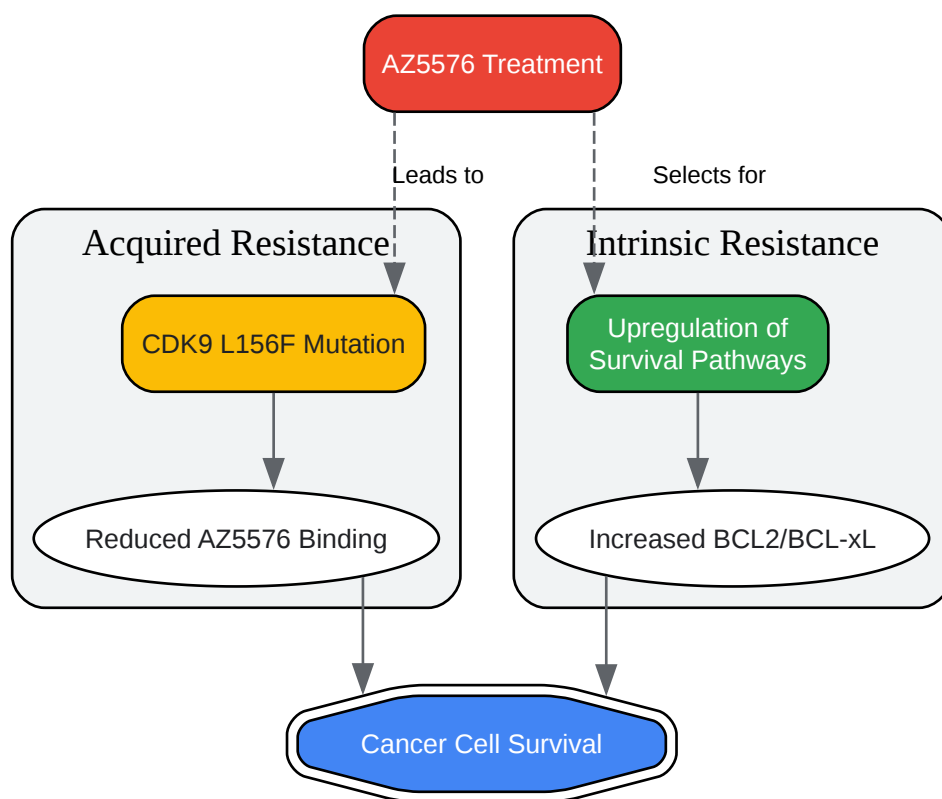 AZ5576 Treatment
Leads to
Selects for
Acquired Resistance
Intrinsic Resistance
CDK9 L156F Mutation
Upregulation of
Survival Pathways
Reduced AZ5576 Binding
Increased BCL2/BCL-xL
Cancer Cell Survival